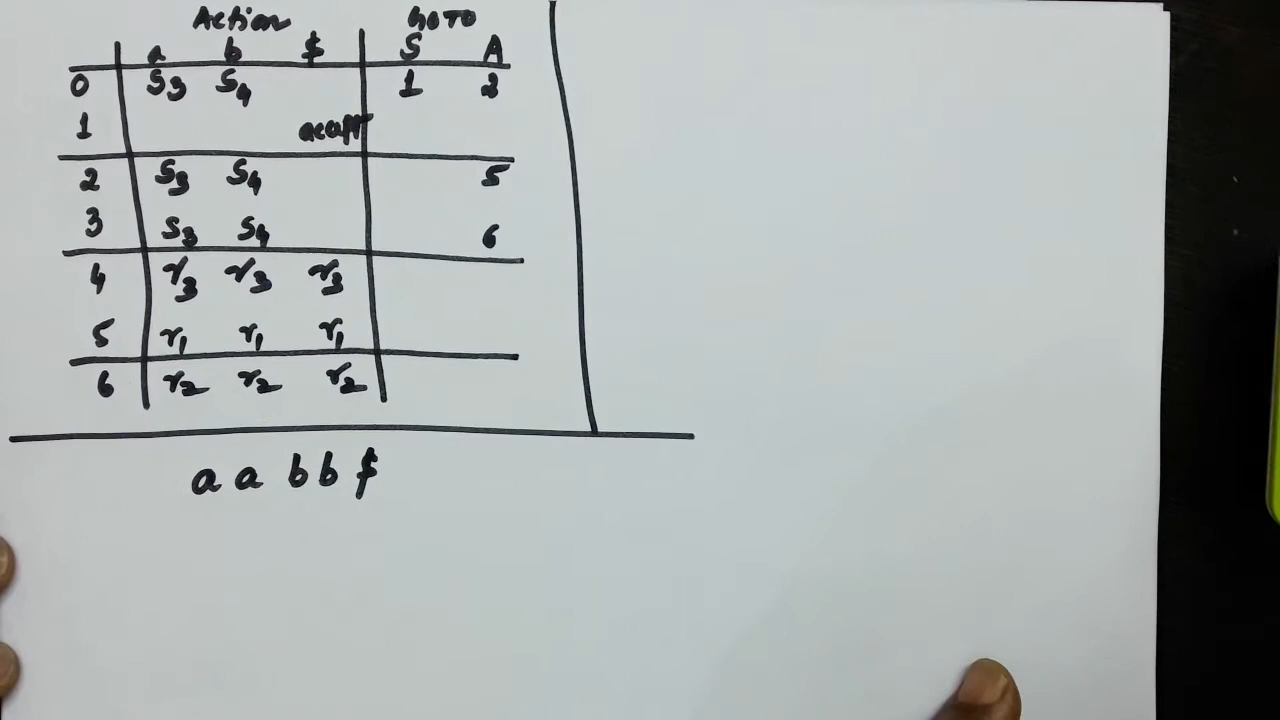 Action GOTO
a b $ S A
0 S3 S4 1 2
1 accept
2 S3 S4 5
3 S3 S4 6
4 r3 r3 r3
5 r1 r1 r1
6 r2 r2 r2
a a b b $